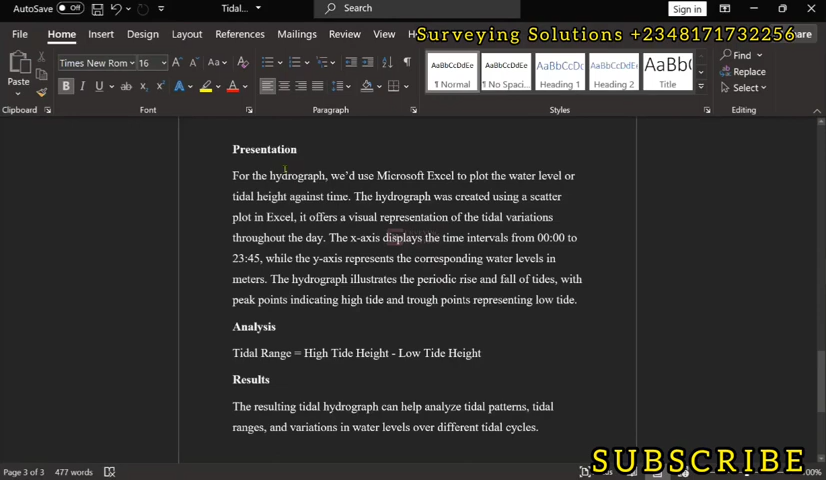 AutoSave Off Tidal... Search Sign in
Surveying Solutions +2348171732256
File Home Insert Draw Design Layout References Mailings Review View
Paste Times New Rom 16 Aa
AaBbCcDdEe AaBbCcDdEe AaBbCcDc AaBbCcDdEe AaBbC
¶ Normal ¶ No Spaci... Heading 1 Heading 2 Title
Find
Replace
Select
Clipboard Font Paragraph Styles Editing
Presentation
For the hydrograph, we’d use Microsoft Excel to plot the water level or
tidal height against time. The hydrograph was created using a scatter
plot in Excel, it offers a visual representation of the tidal variations
throughout the day. The x-axis displays the time intervals from 00:00 to
23:45, while the y-axis represents the corresponding water levels in
meters. The hydrograph illustrates the periodic rise and fall of tides, with
peak points indicating high tide and trough points representing low tide.
Analysis
Tidal Range = High Tide Height - Low Tide Height
Results
The resulting tidal hydrograph can help analyze tidal patterns, tidal
ranges, and variations in water levels over different tidal cycles.
Page 3 of 3 477 words
SUBSCRIBE